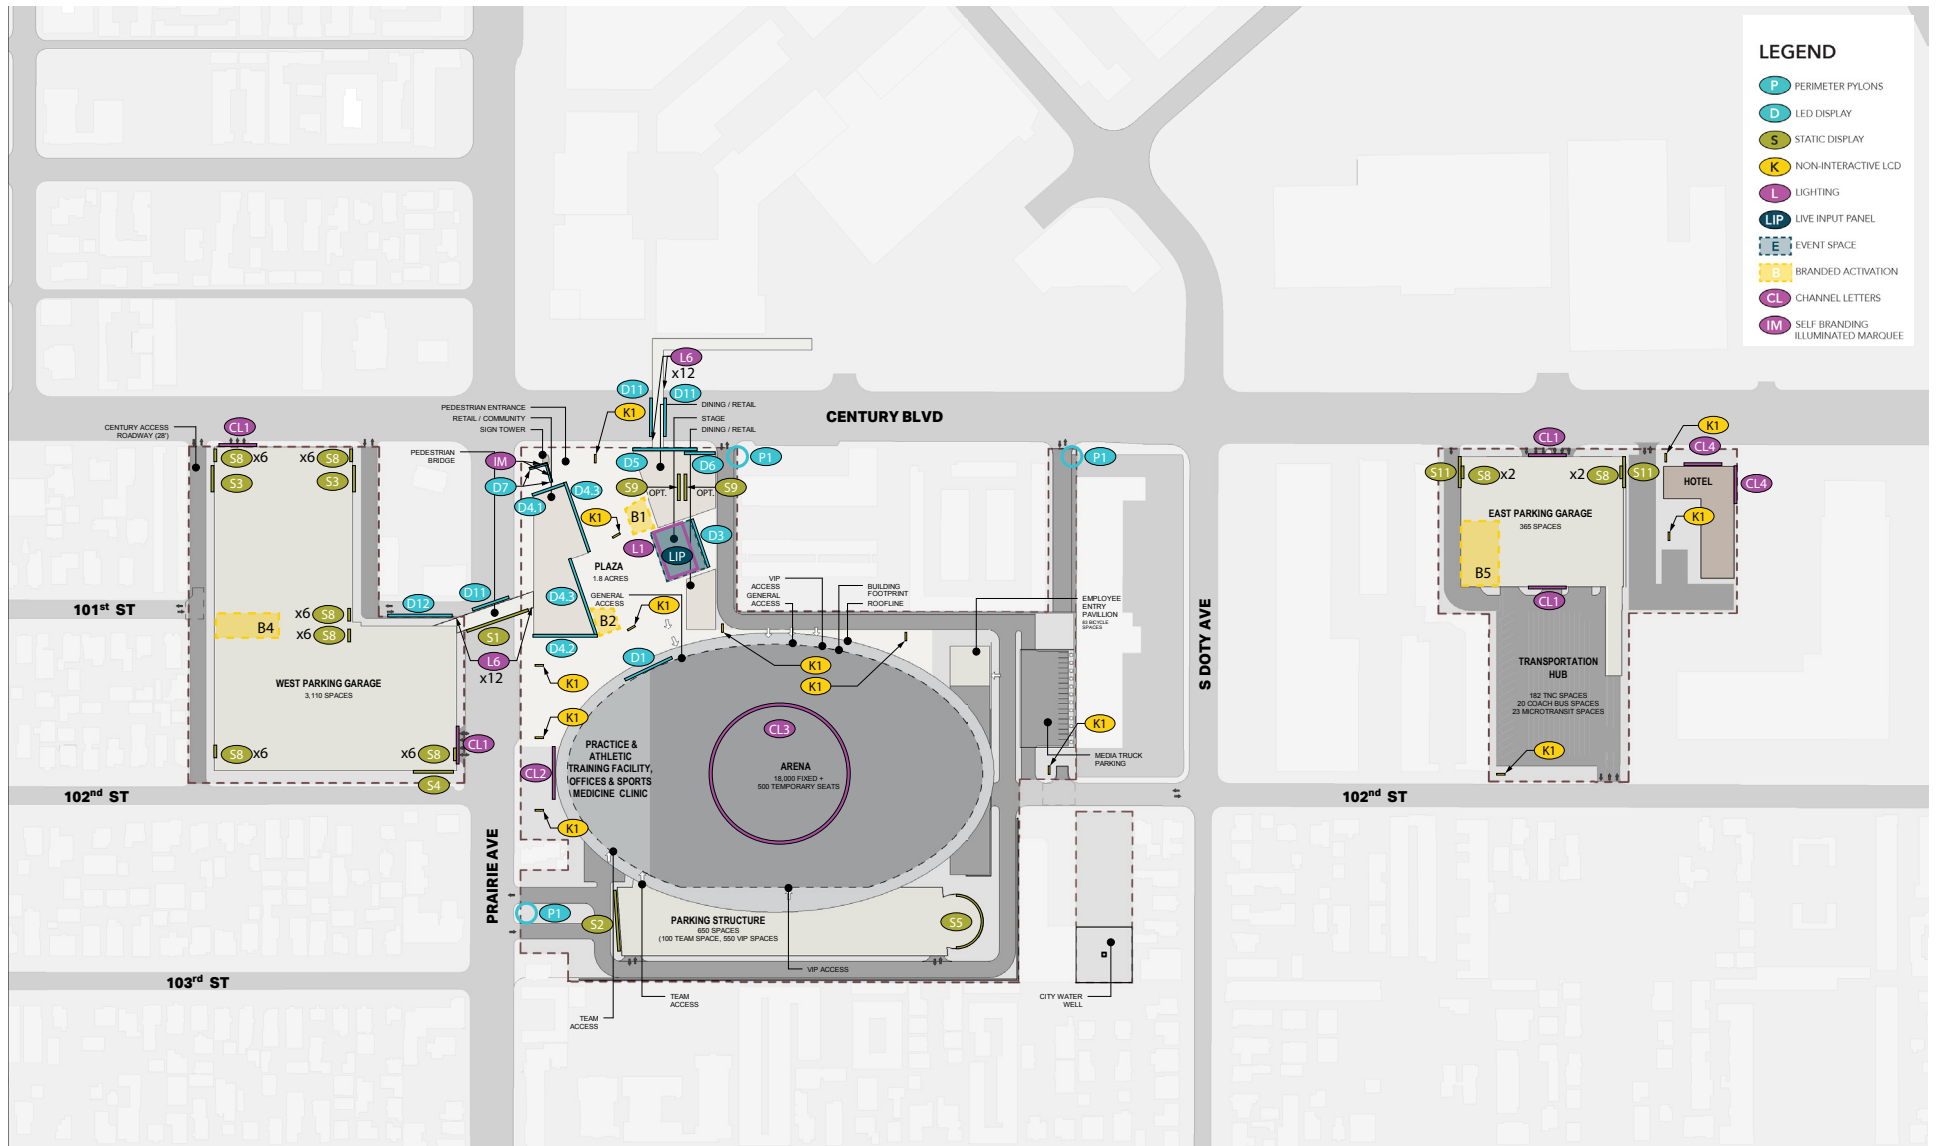 LEGEND
P PERIMETER PYLONS
D LED DISPLAY
S STATIC DISPLAY
K NON-INTERACTIVE LCD
L LIGHTING
LIP LIVE INPUT PANEL
E EVENT SPACE
B BRANDED ACTIVATION
CL CHANNEL LETTERS
IM SELF BRANDING
ILLUMINATED MARQUEE
L6
x12
D11
D11
K1
PEDESTRIAN ENTRANCE
RETAIL / COMMUNITY
SIGN TOWER
PEDESTRIAN
BRIDGE
DINING / RETAIL
STAGE
DINING / RETAIL
CENTURY BLVD
CENTURY ACCESS
ROADWAY (28')
CL1
S8 x6
x6 S8
S3
S3
IM
D7
D5
D6
P1
P1
S9
OPT.
OPT.
S9
D4.3
D4.1
K1
B1
L1
LIP
D3
PLAZA
1.8 ACRES
GENERAL
ACCESS
VIP
ACCESS
GENERAL
ACCESS
BUILDING
FOOTPRINT
ROOFLINE
EMPLOYEE
ENTRY
PAVILLION
83 BICYCLE
SPACES
101st ST
D12
D11
D4.3
K1
B2
x6 S8
x6 S8
B4
S1
D4.2
L6
x12
D1
K1
K1
K1
WEST PARKING GARAGE
3,110 SPACES
K1
CL1
S8 x6
x6 S8
S4
CL2
PRACTICE &
ATHLETIC
TRAINING FACILITY,
OFFICES & SPORTS
MEDICINE CLINIC
CL3
ARENA
18,000 FIXED +
500 TEMPORARY SEATS
K1
MEDIA TRUCK
PARKING
K1
102nd ST
102nd ST
PRAIRIE AVE
S DOTY AVE
P1
S2
PARKING STRUCTURE
650 SPACES
(100 TEAM SPACE, 550 VIP SPACES
S5
VIP ACCESS
TEAM
ACCESS
TEAM
ACCESS
CITY WATER
WELL
103rd ST
CL1
K1
CL4
S11
S8 x2
x2 S8
S11
HOTEL
CL4
K1
EAST PARKING GARAGE
365 SPACES
B5
CL1
TRANSPORTATION
HUB
182 TNC SPACES
20 COACH BUS SPACES
23 MICROTRANSIT SPACES
K1